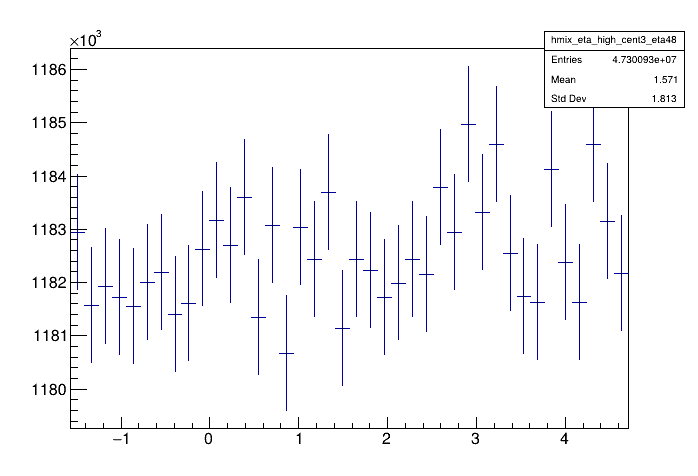 ×10³
hmix_eta_high_cent3_eta48
Entries 4.730093e+07
Mean 1.571
Std Dev 1.813
1186
1185
1184
1183
1182
1181
1180
−1 0 1 2 3 4